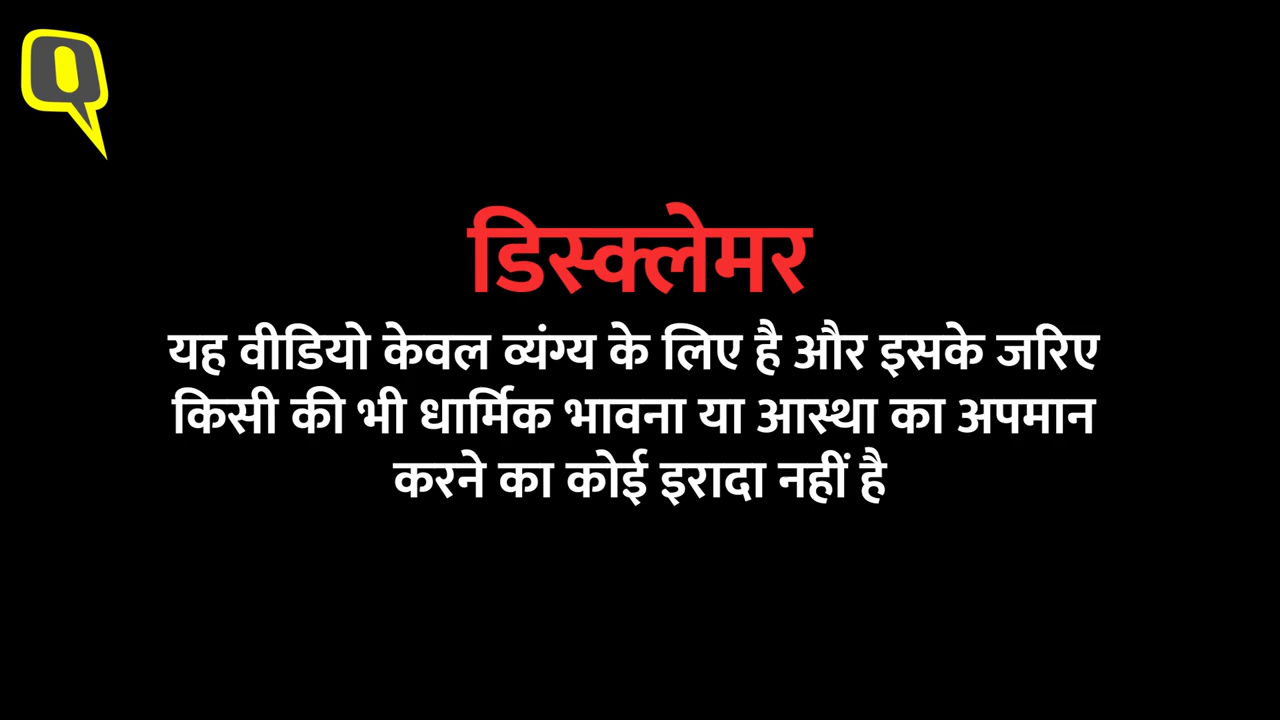 डिस्क्लेमर
यह वीडियो केवल व्यंग्य के लिए है और इसके जरिए
किसी की भी धार्मिक भावना या आस्था का अपमान
करने का कोई इरादा नहीं है